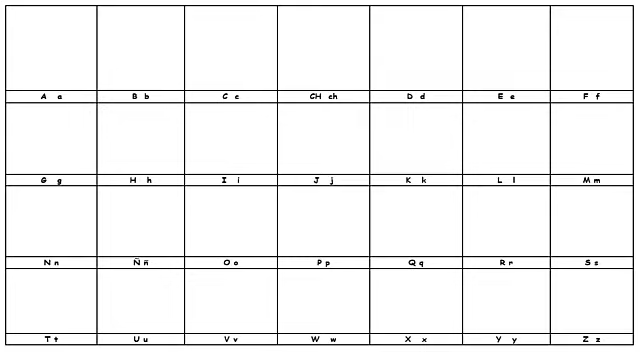 A a B b C c CH ch D d E e F f
G g H h I i J j K k L l M m
N n Ñ ñ O o P p Q q R r S s
T t U u V v W w X x Y y Z z